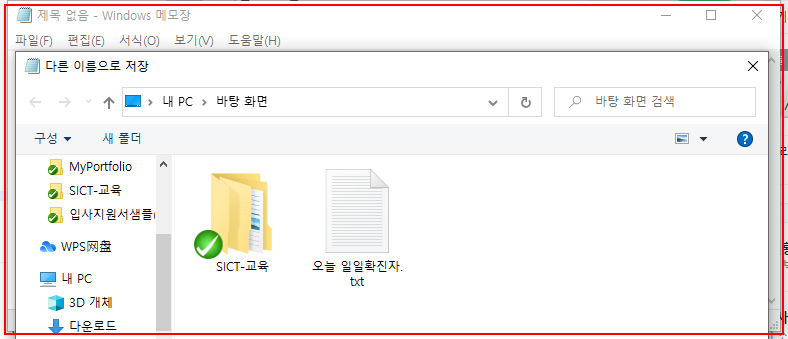 제목 없음 - Windows 메모장
파일(F) 편집(E) 서식(O) 보기(V) 도움말(H)
다른 이름으로 저장
내 PC > 바탕 화면
바탕 화면 검색
구성 새 폴더
MyPortfolio
SICT-교육
입사지원서샘플(
WPS网盘
내 PC
3D 개체
다운로드
SICT-교육
오늘 일일확진자.
txt